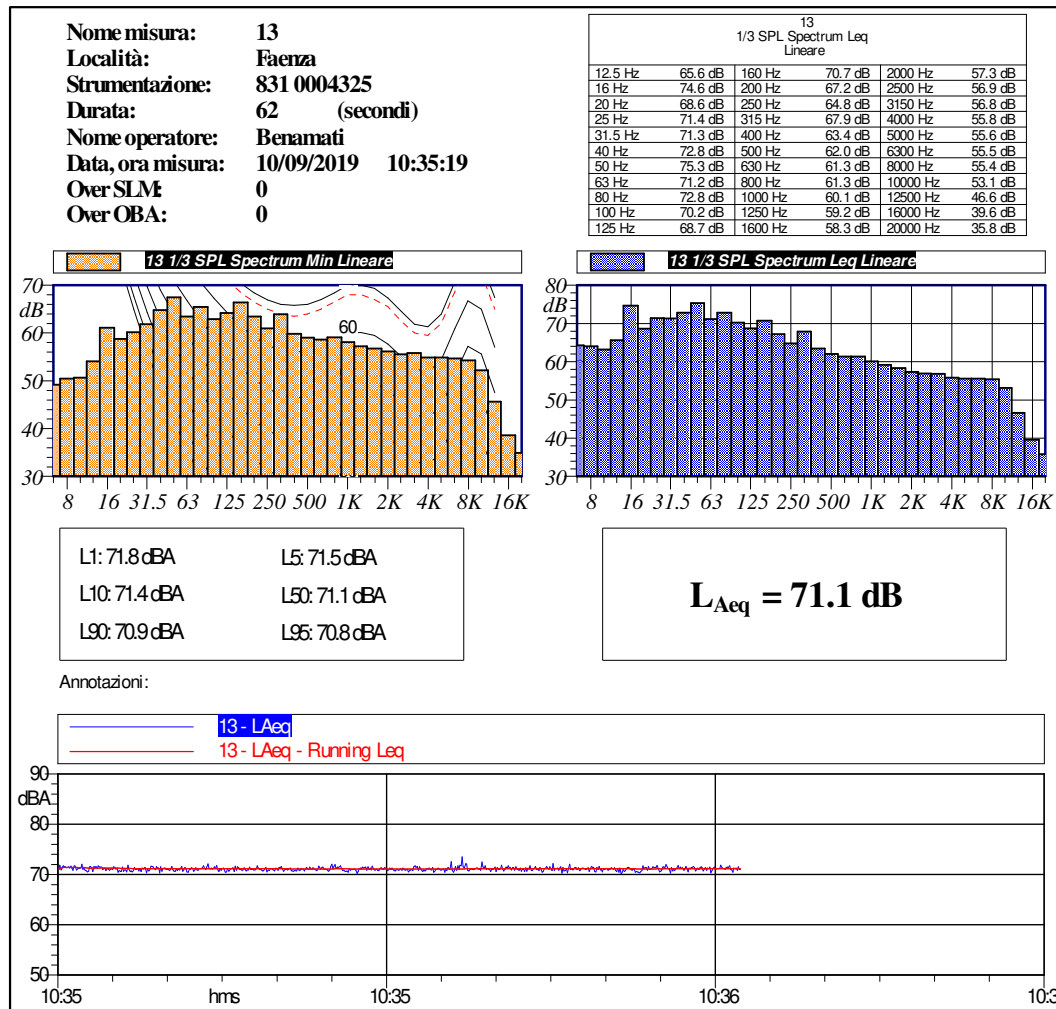 Nome misura: 13
Località: Faenza
Strumentazione: 831 0004325
Durata: 62 (secondi)
Nome operatore: Benamati
Data, ora misura: 10/09/2019 10:35:19
Over SLM: 0
Over OBA: 0
13
1/3 SPL Spectrum Leq
Lineare
12.5 Hz 65.6 dB 160 Hz 70.7 dB 2000 Hz 57.3 dB
16 Hz 74.6 dB 200 Hz 67.2 dB 2500 Hz 56.9 dB
20 Hz 68.6 dB 250 Hz 64.8 dB 3150 Hz 56.8 dB
25 Hz 71.4 dB 315 Hz 67.9 dB 4000 Hz 55.8 dB
31.5 Hz 71.3 dB 400 Hz 63.4 dB 5000 Hz 55.6 dB
40 Hz 72.8 dB 500 Hz 62.0 dB 6300 Hz 55.5 dB
50 Hz 75.3 dB 630 Hz 61.3 dB 8000 Hz 55.4 dB
63 Hz 71.2 dB 800 Hz 61.3 dB 10000 Hz 53.1 dB
80 Hz 72.8 dB 1000 Hz 60.1 dB 12500 Hz 46.6 dB
100 Hz 70.2 dB 1250 Hz 59.2 dB 16000 Hz 39.6 dB
125 Hz 68.7 dB 1600 Hz 58.3 dB 20000 Hz 35.8 dB
13 1/3 SPL Spectrum Min Lineare
70
dB
60
50
40
30
60
8 16 31.5 63 125 250 500 1K 2K 4K 8K 16K
13 1/3 SPL Spectrum Leq Lineare
80
dB
70
60
50
40
30
8 16 31.5 63 125 250 500 1K 2K 4K 8K 16K
L1: 71.8 dBA L5: 71.5 dBA
L10: 71.4 dBA L50: 71.1 dBA
L90: 70.9 dBA L95: 70.8 dBA
LAeq = 71.1 dB
Annotazioni:
13 - LAeq
13 - LAeq - Running Leq
90
dBA
80
70
60
50
10:35 hms 10:35 10:36 10:3